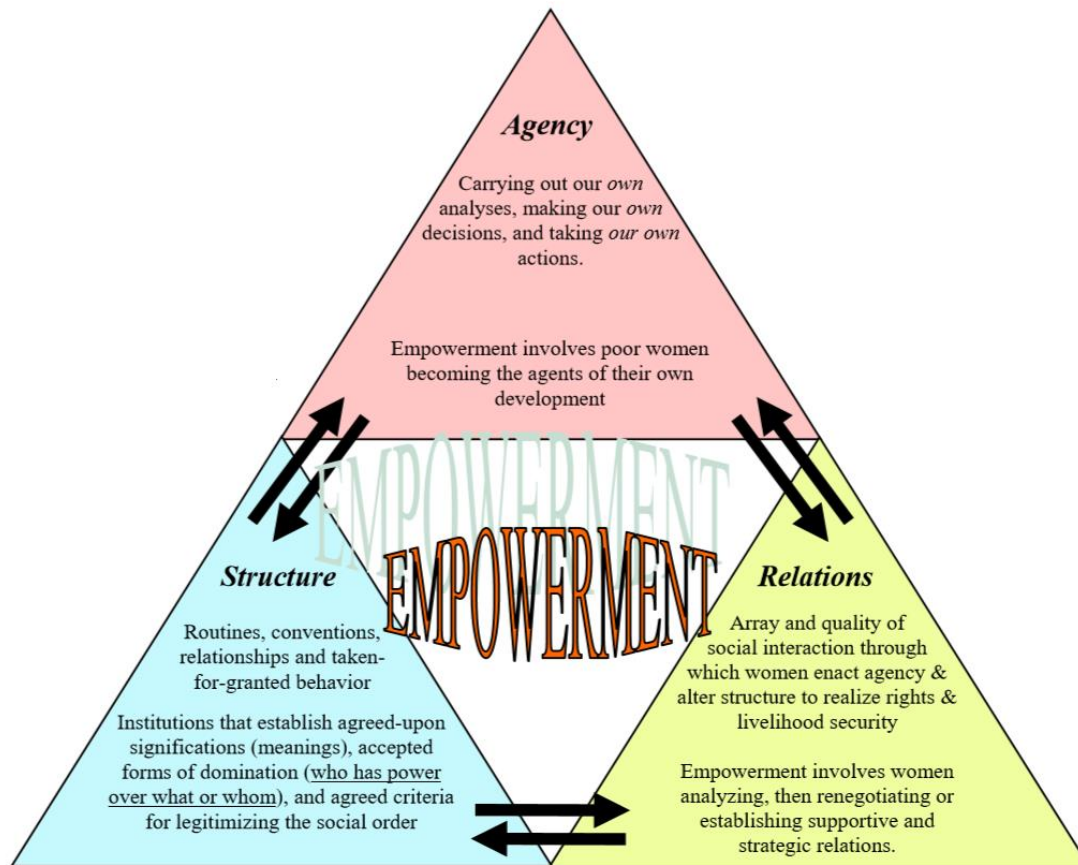 Agency
Carrying out our own
analyses, making our own
decisions, and taking our own
actions.
Empowerment involves poor women
becoming the agents of their own
development
EMPOWERMENT
EMPOWERMENT
Structure
Routines, conventions,
relationships and taken-
for-granted behavior
Institutions that establish agreed-upon
significations (meanings), accepted
forms of domination (who has power
over what or whom), and agreed criteria
for legitimizing the social order
Relations
Array and quality of
social interaction through
which women enact agency &
alter structure to realize rights &
livelihood security
Empowerment involves women
analyzing, then renegotiating or
establishing supportive and
strategic relations.